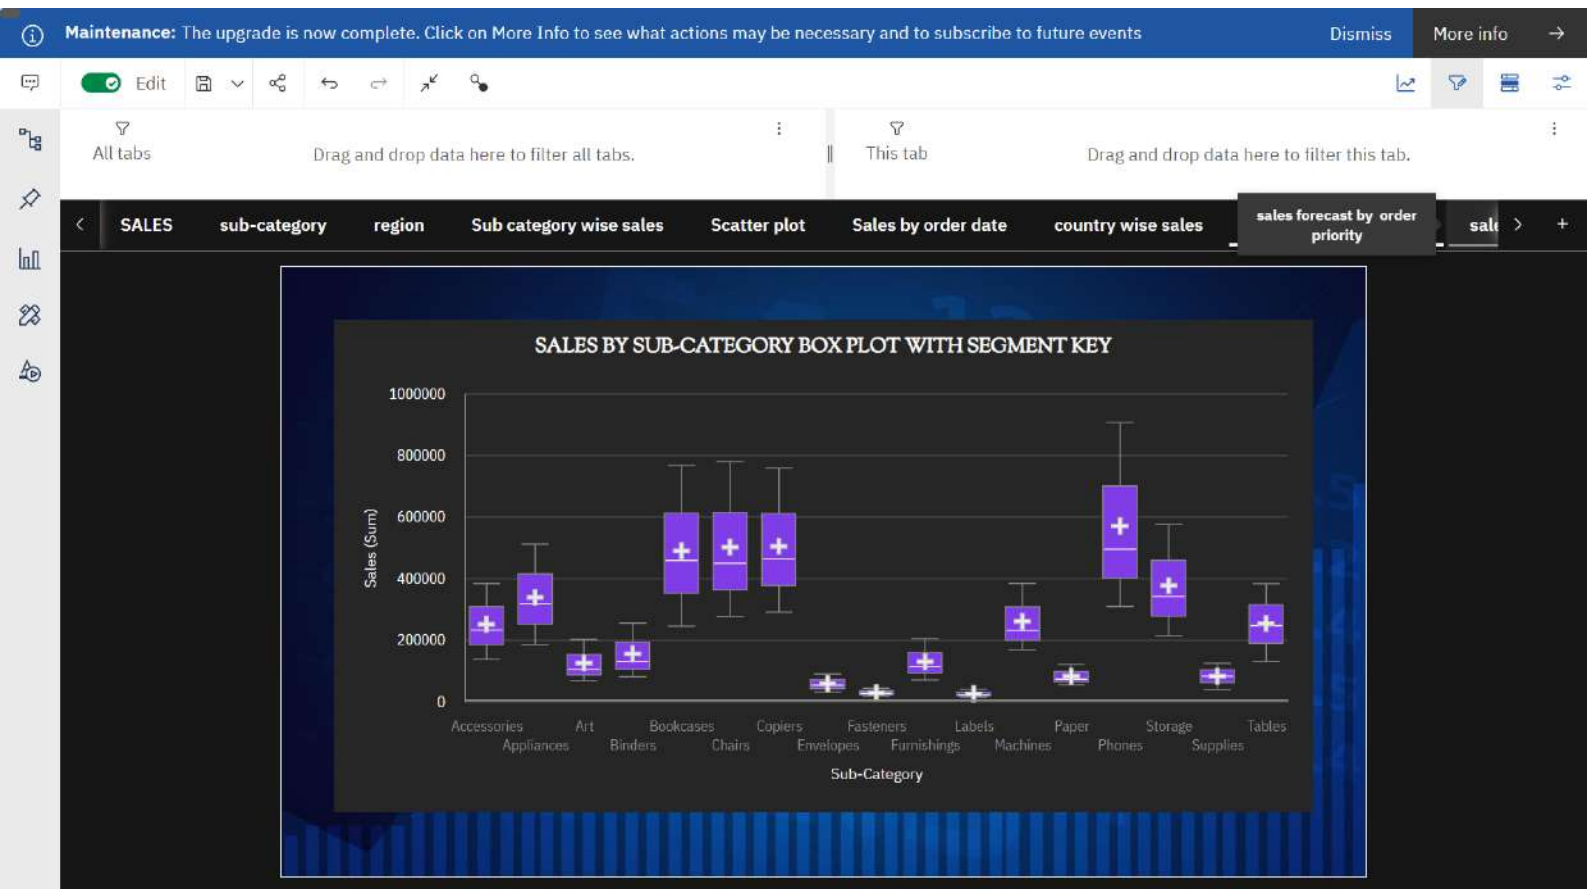 Maintenance: The upgrade is now complete. Click on More Info to see what actions may be necessary and to subscribe to future events
Dismiss
More info
Edit
All tabs
Drag and drop data here to filter all tabs.
This tab
Drag and drop data here to filter this tab.
SALES
sub-category
region
Sub category wise sales
Scatter plot
Sales by order date
country wise sales
sales forecast by order
priority
sale
SALES BY SUB-CATEGORY BOX PLOT WITH SEGMENT KEY
1000000
800000
600000
400000
200000
0
Sales (Sum)
Accessories Art Bookcases Copiers Fasteners Labels Paper Storage Tables
Appliances Binders Chairs Envelopes Furnishings Machines Phones Supplies
Sub-Category